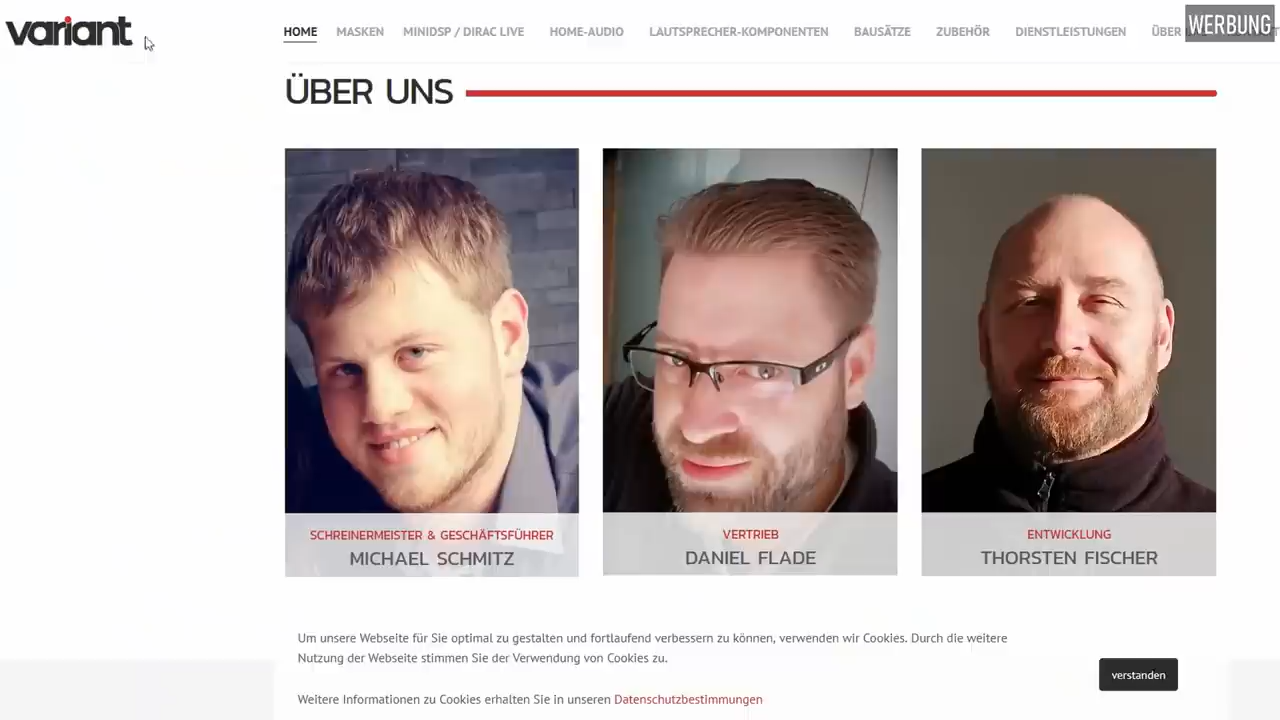 variant
HOME MASKEN MINIDSP / DIRAC LIVE HOME-AUDIO LAUTSPRECHER-KOMPONENTEN BAUSÄTZE ZUBEHÖR DIENSTLEISTUNGEN ÜBER
WERBUNG
ÜBER UNS
SCHREINERMEISTER & GESCHÄFTSFÜHRER
MICHAEL SCHMITZ
VERTRIEB
DANIEL FLADE
ENTWICKLUNG
THORSTEN FISCHER
Um unsere Webseite für Sie optimal zu gestalten und fortlaufend verbessern zu können, verwenden wir Cookies. Durch die weitere
Nutzung der Webseite stimmen Sie der Verwendung von Cookies zu.
verstanden
Weitere Informationen zu Cookies erhalten Sie in unseren Datenschutzbestimmungen